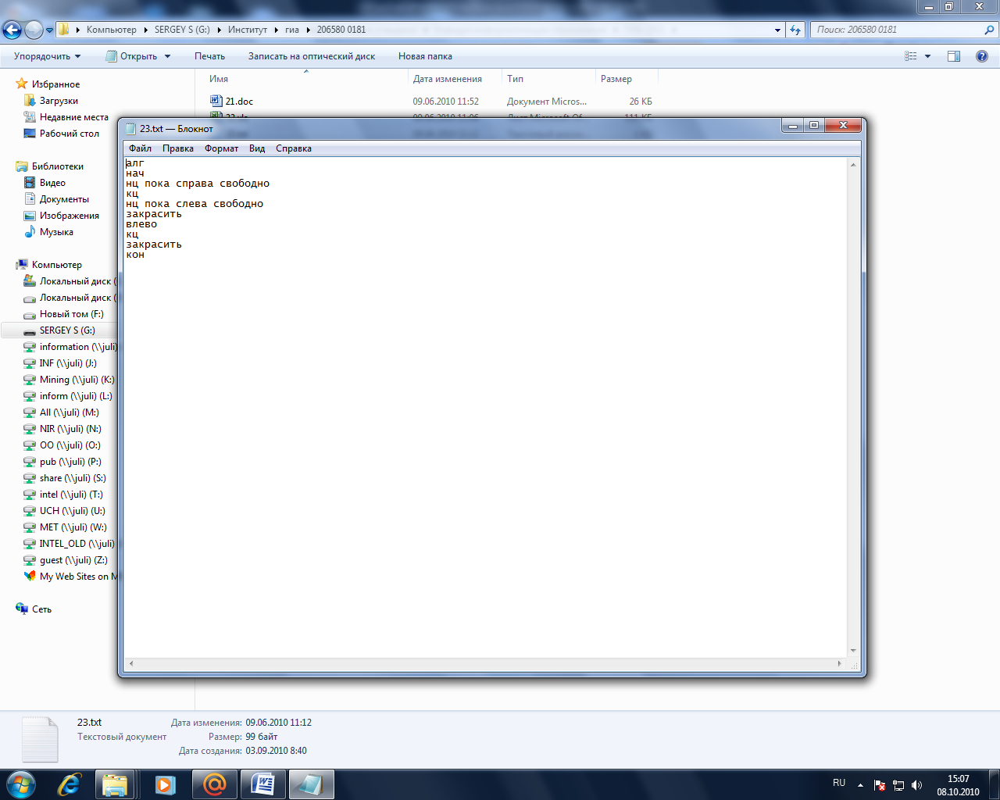 Компьютер SERGEY S (G:) Институт гиа 206580 0181
Поиск: 206580 0181
Упорядочить Открыть Печать Записать на оптический диск Новая папка
Имя Дата изменения Тип Размер
21.doc 09.06.2010 11:52 Документ Micros... 26 КБ
Избранное
Загрузки
Недавние места
Рабочий стол
Библиотеки
Видео
Документы
Изображения
Музыка
Компьютер
Локальный диск (
Локальный диск (
Новый том (F:)
SERGEY S (G:)
information (\\juli)
INF (\\juli) (J:)
Mining (\\juli) (K:)
inform (\\juli) (L:)
All (\\juli) (M:)
NIR (\\juli) (N:)
OO (\\juli) (O:)
pub (\\juli) (P:)
share (\\juli) (S:)
intel (\\juli) (T:)
UCH (\\juli) (U:)
MET (\\juli) (W:)
INTEL_OLD (\\juli)
guest (\\juli) (Z:)
My Web Sites on M
Сеть
23.txt — Блокнот
Файл Правка Формат Вид Справка
алг
нач
нц пока справа свободно
кц
нц пока слева свободно
закрасить
влево
кц
закрасить
кон
23.txt Дата изменения: 09.06.2010 11:12
Текстовый документ Размер: 99 байт
Дата создания: 03.09.2010 8:40
RU
15:07
08.10.2010